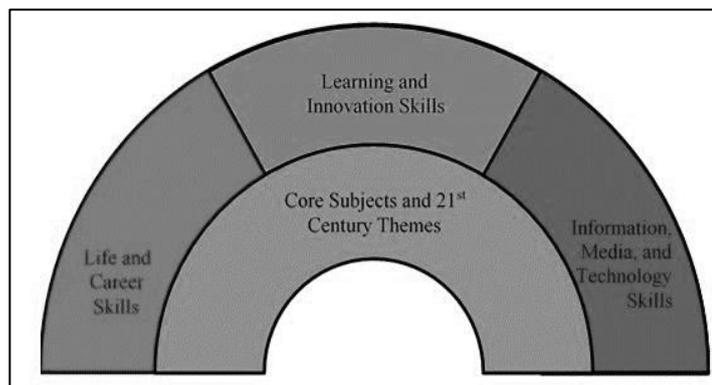 Learning and
Innovation Skills
Core Subjects and 21st
Century Themes
Life and
Career
Skills
Information,
Media, and
Technology
Skills